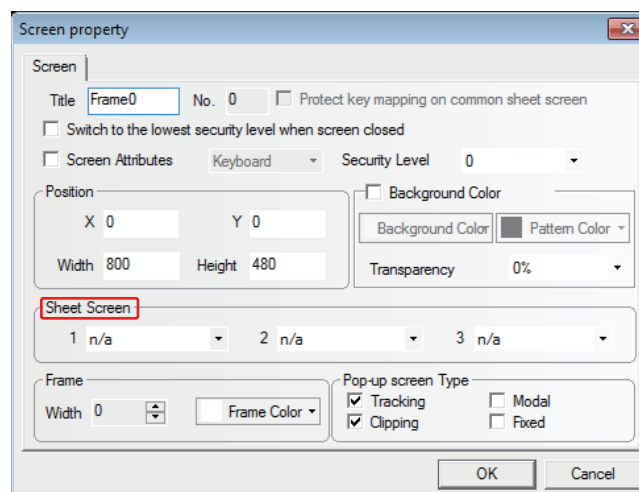 Screen property
Screen
Title Frame0 No. 0 Protect key mapping on common sheet screen
Switch to the lowest security level when screen closed
Screen Attributes Keyboard Security Level 0
Position Background Color
X 0 Y 0 Background Color Pattern Color
Width 800 Height 480 Transparency 0%
Sheet Screen
1 n/a 2 n/a 3 n/a
Frame Pop-up screen Type
Width 0 Frame Color Tracking Modal
Clipping Fixed
OK Cancel